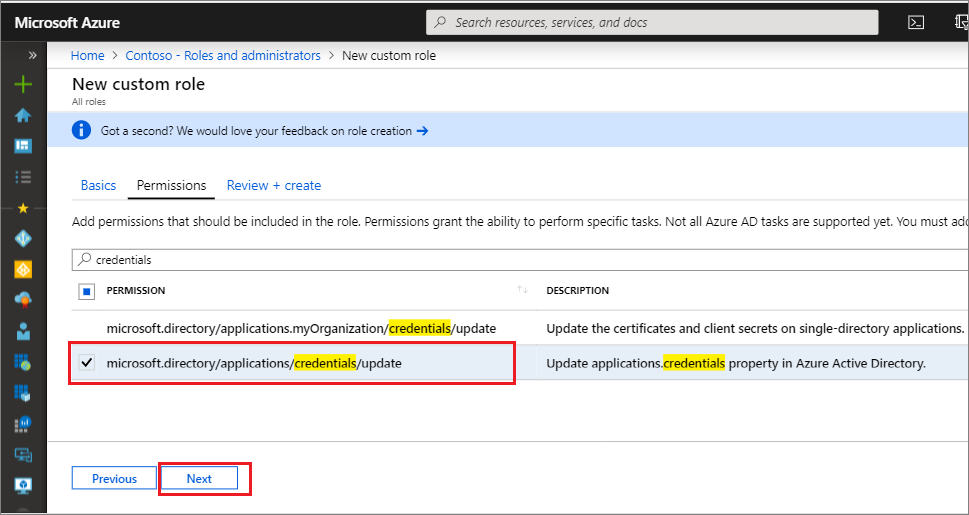 Microsoft Azure
Search resources, services, and docs
Home > Contoso - Roles and administrators > New custom role
New custom role
All roles
Got a second? We would love your feedback on role creation →
Basics Permissions Review + create
Add permissions that should be included in the role. Permissions grant the ability to perform specific tasks. Not all Azure AD tasks are supported yet. You must add
credentials
PERMISSION ↑↓ DESCRIPTION
microsoft.directory/applications.myOrganization/credentials/update Update the certificates and client secrets on single-directory applications.
microsoft.directory/applications/credentials/update Update applications.credentials property in Azure Active Directory.
Previous Next